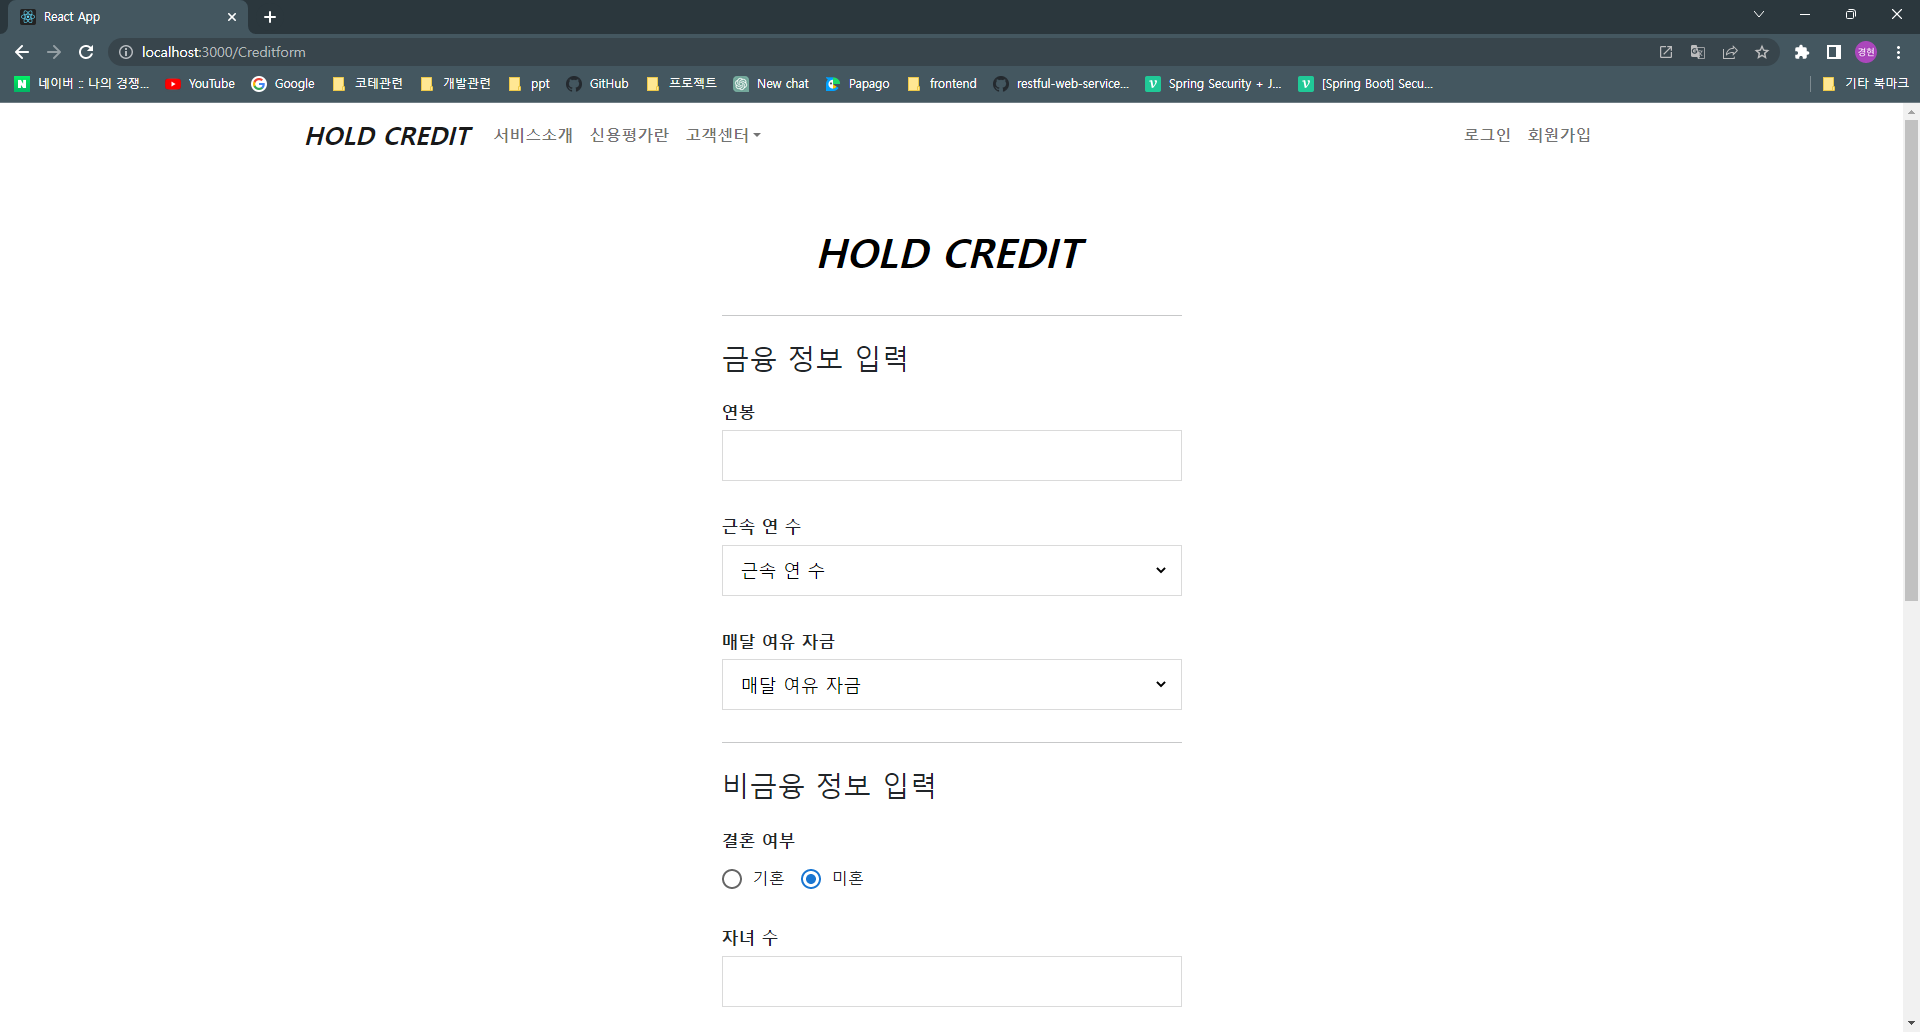 React App
localhost:3000/Creditform
경현
네이버 :: 나의 경쟁... YouTube Google 코테관련 개발관련 ppt GitHub 프로젝트 New chat Papago frontend restful-web-service... Spring Security + J... [Spring Boot] Secu... 기타 북마크
HOLD CREDIT 서비스소개 신용평가란 고객센터 로그인 회원가입
HOLD CREDIT
금융 정보 입력
연봉
근속 연 수
근속 연 수
매달 여유 자금
매달 여유 자금
비금융 정보 입력
결혼 여부
기혼 미혼
자녀 수